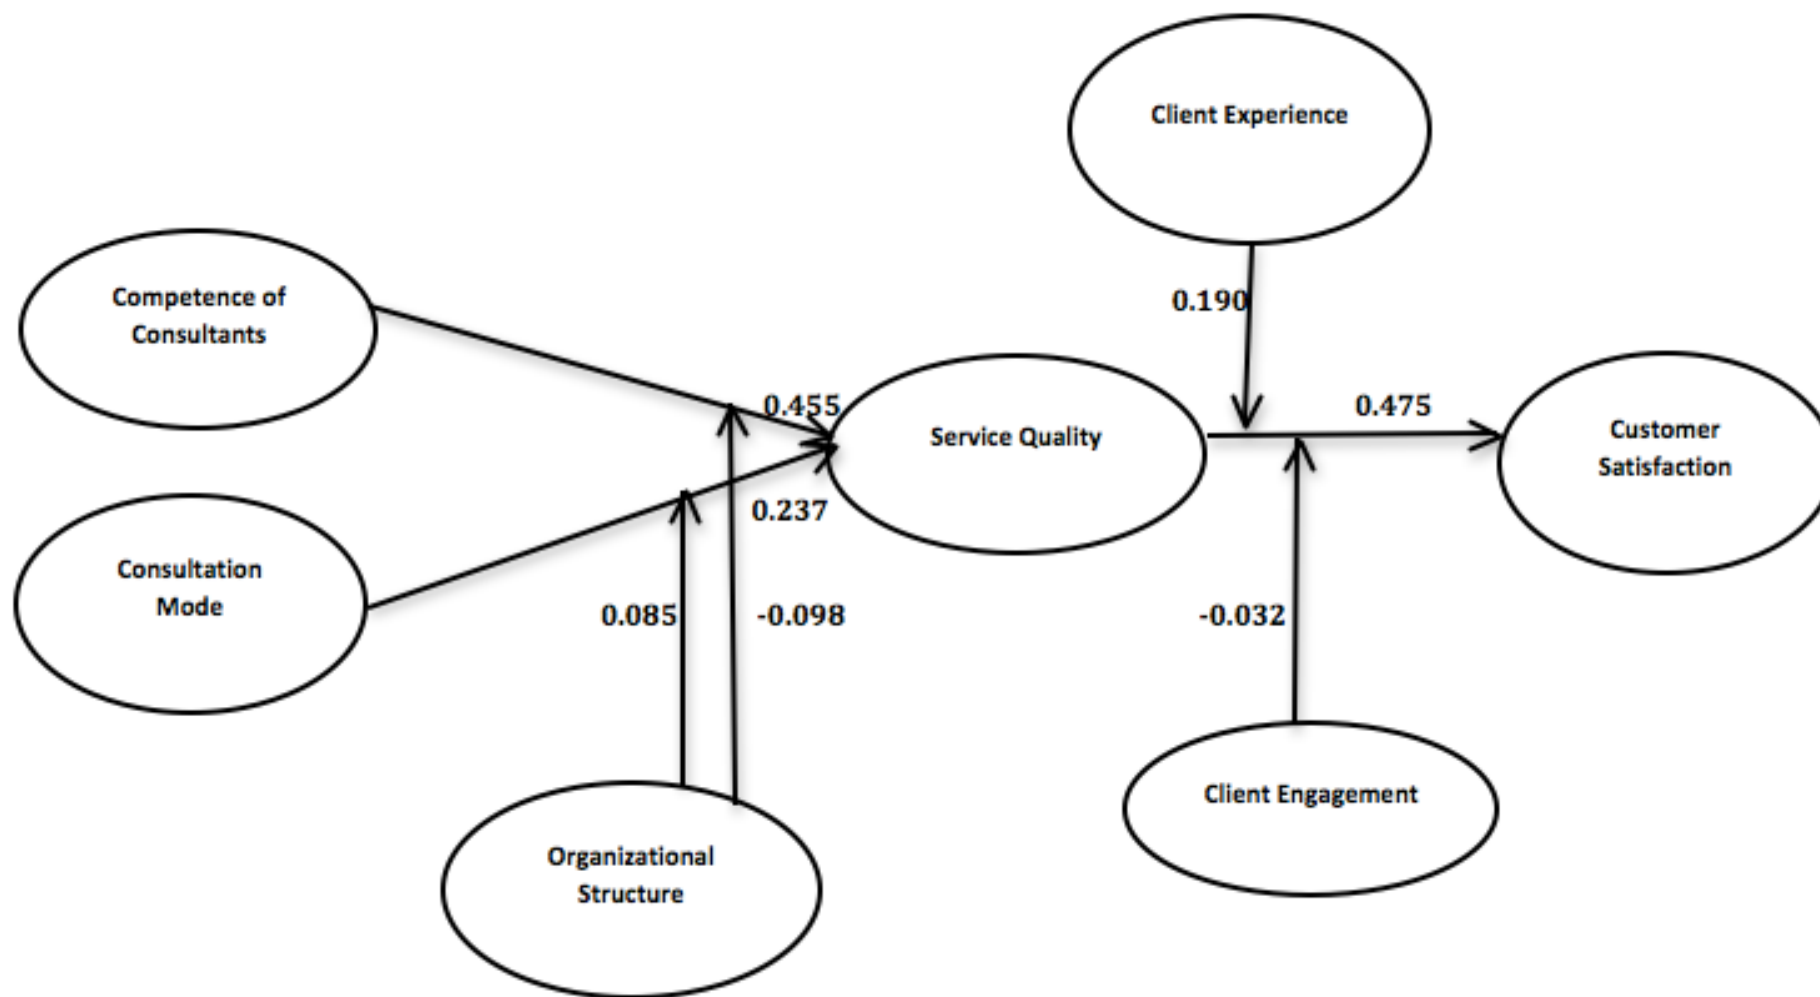 Client Experience
Competence of
Consultants
0.190
0.455
0.475
Service Quality
Customer
Satisfaction
0.237
Consultation
Mode
0.085
-0.098
-0.032
Client Engagement
Organizational
Structure